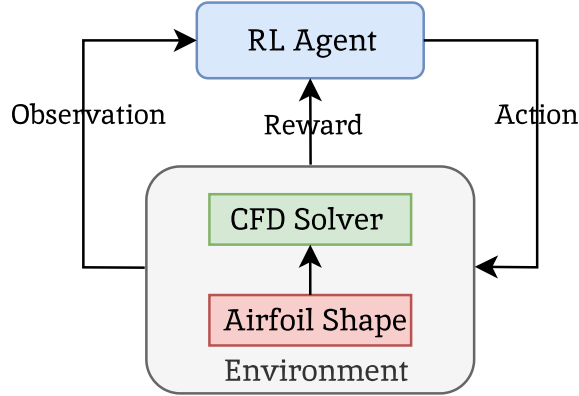 RL Agent
Observation
Reward
Action
CFD Solver
Airfoil Shape
Environment